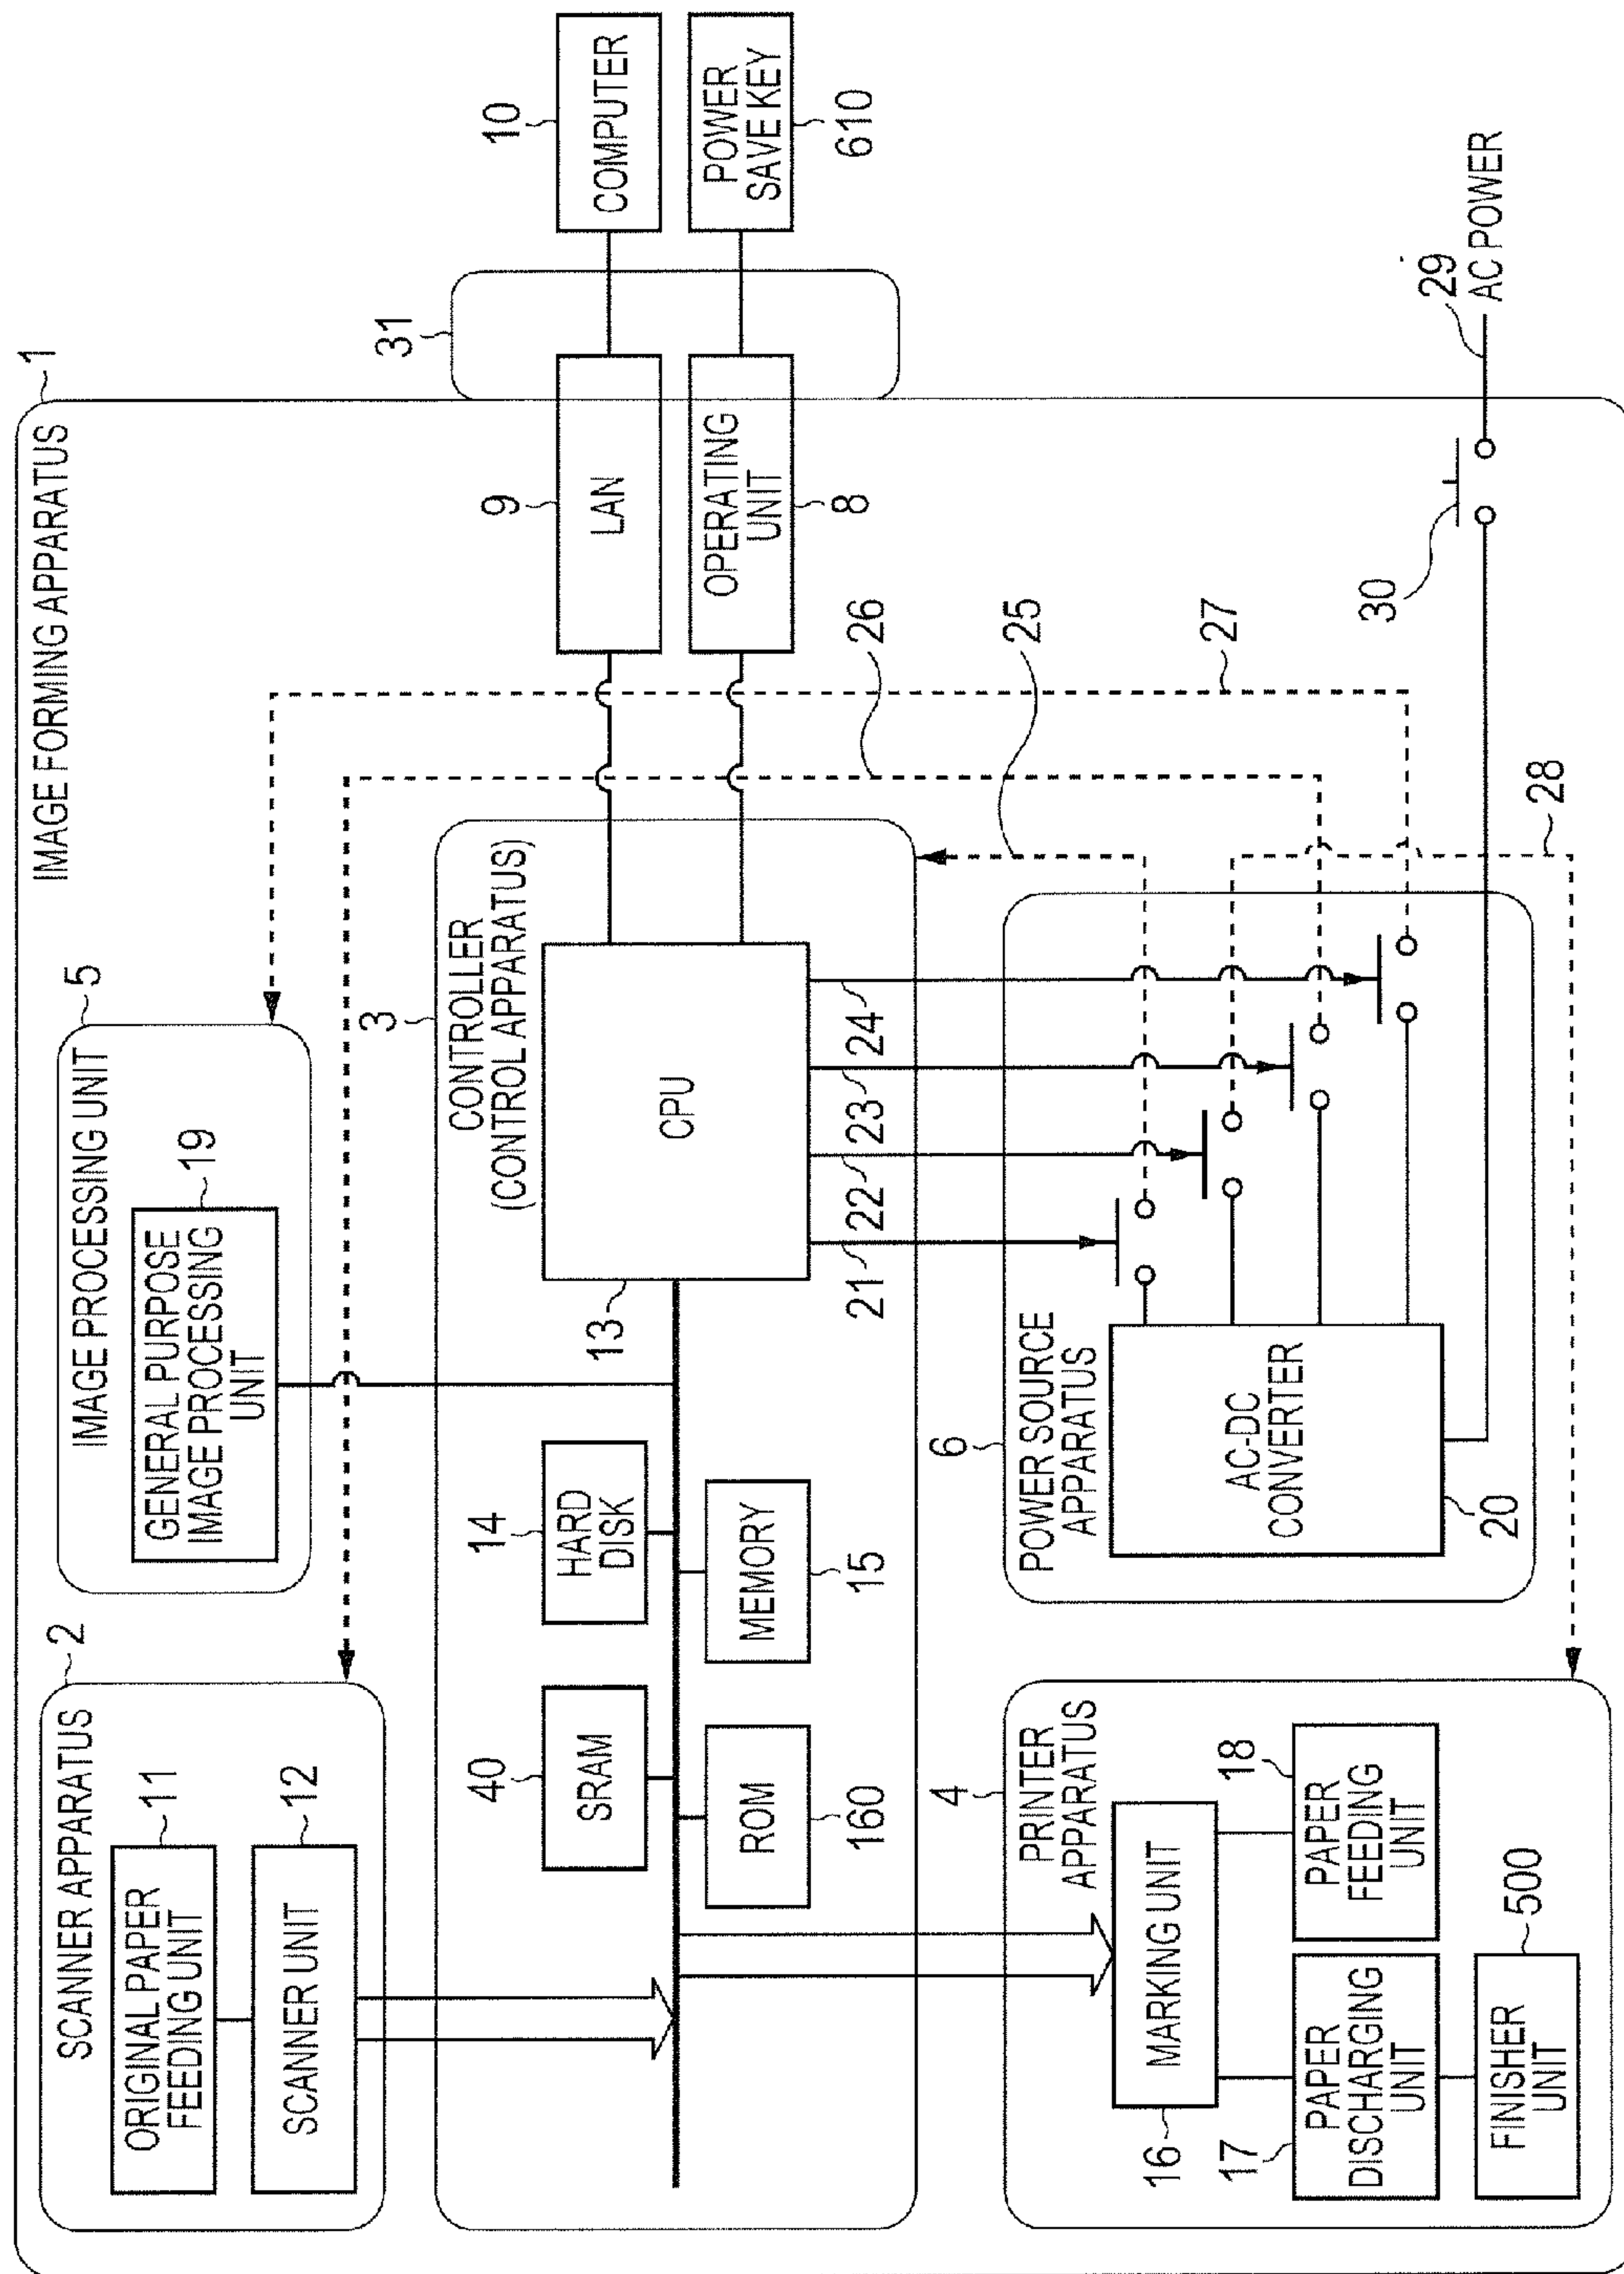 IMAGE FORMING APPARATUS
1
SCANNER APPARATUS
2
ORIGINAL PAPER
FEEDING UNIT
11
SCANNER UNIT
12
IMAGE PROCESSING UNIT
5
GENERAL PURPOSE
IMAGE PROCESSING
UNIT
19
31
9
LAN
10
COMPUTER
OPERATING
UNIT
8
POWER
SAVE KEY
610
3
CONTROLLER
(CONTROL APPARATUS)
40
SRAM
14
HARD
DISK
ROM
160
MEMORY
15
13
CPU
21
22
23
24
26
25
27
28
4
PRINTER
APPARATUS
MARKING UNIT
16
17
PAPER
DISCHARGING
UNIT
18
PAPER
FEEDING
UNIT
FINISHER
UNIT
500
6
POWER SOURCE
APPARATUS
AC-DC
CONVERTER
20
30
29
AC POWER